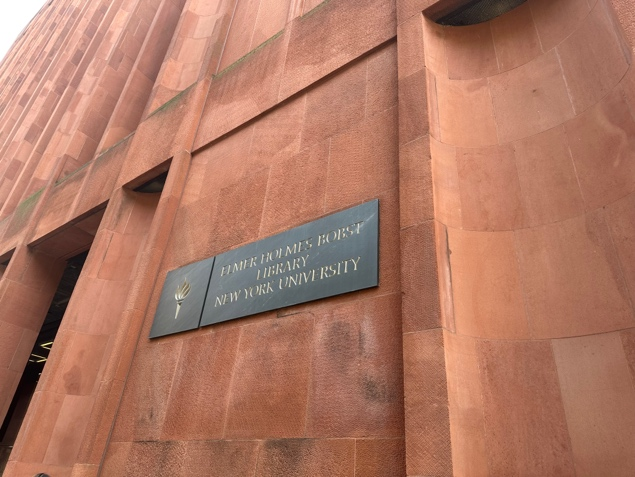 ELMER HOLMES BOBST
LIBRARY
NEW YORK UNIVERSITY